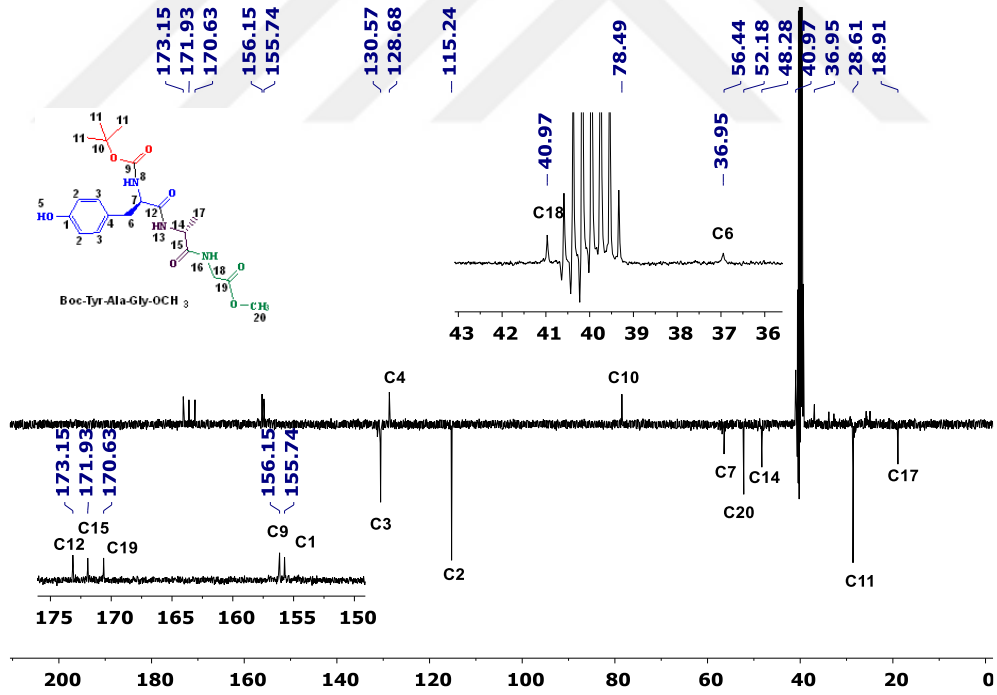 173.15 171.93 170.63 156.15 155.74 130.57 128.68 115.24 78.49 56.44 52.18 48.28 40.97 36.95 28.61 18.91
11
11
11
10
O
O
9
8
HN
5
HO
2
3
7
O
1
4
6
12
HN
17
2
3
13
14
15
NH
O
16
18
O
19
O
CH₃
20
Boc-Tyr-Ala-Gly-OCH 3
40.97 36.95
C18
C6
43 42 41 40 39 38 37 36
C4
C10
C3
C2
C7
C20
C14
C11
C17
173.15 171.93 170.63 156.15 155.74
C12 C15 C19 C9 C1
175 170 165 160 155 150
200 180 160 140 120 100 80 60 40 20 0